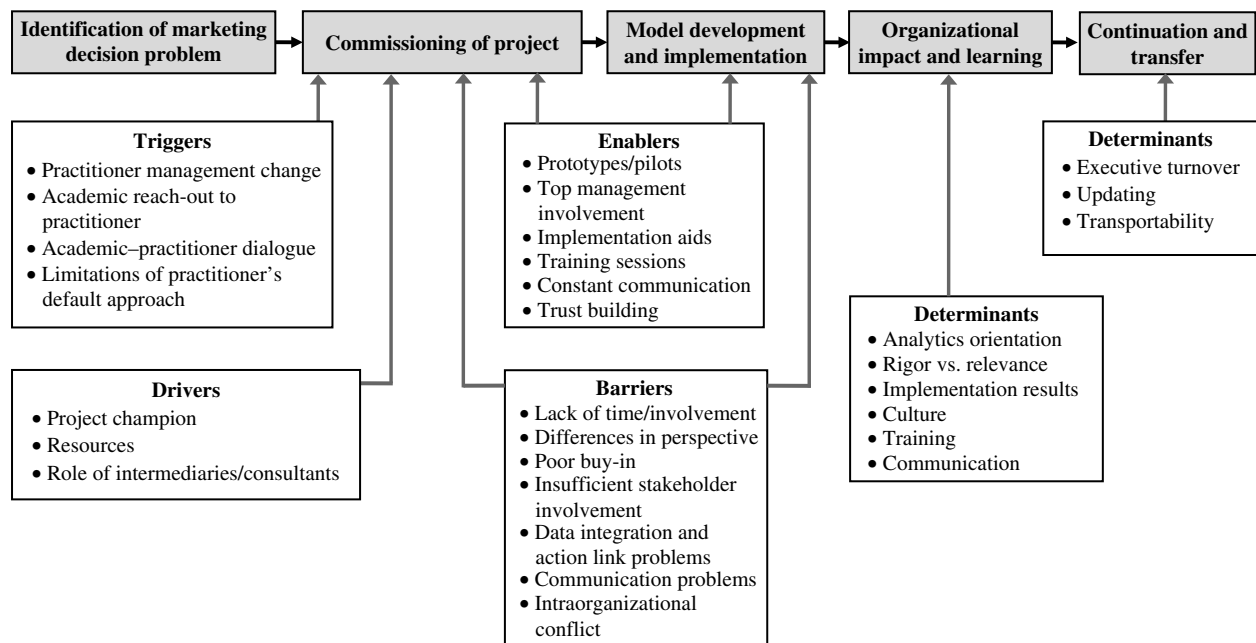 Identification of marketing
decision problem
Commissioning of project
Model development
and implementation
Organizational
impact and learning
Continuation and
transfer
Triggers
• Practitioner management change
• Academic reach-out to
practitioner
• Academic–practitioner dialogue
• Limitations of practitioner's
default approach
Drivers
• Project champion
• Resources
• Role of intermediaries/consultants
Enablers
• Prototypes/pilots
• Top management
involvement
• Implementation aids
• Training sessions
• Constant communication
• Trust building
Barriers
• Lack of time/involvement
• Differences in perspective
• Poor buy-in
• Insufficient stakeholder
involvement
• Data integration and
action link problems
• Communication problems
• Intraorganizational
conflict
Determinants
• Analytics orientation
• Rigor vs. relevance
• Implementation results
• Culture
• Training
• Communication
Determinants
• Executive turnover
• Updating
• Transportability